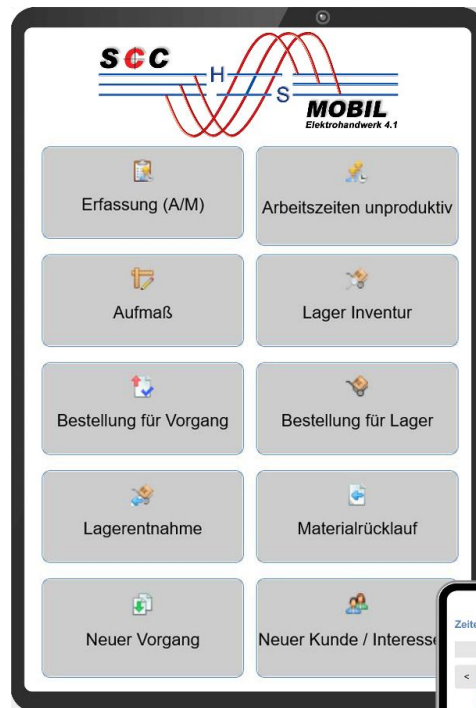 SCC
H
S
MOBIL
Elektrohandwerk 4.1
Erfassung (A/M)
Arbeitszeiten unproduktiv
Aufmaß
Lager Inventur
Bestellung für Vorgang
Bestellung für Lager
Lagerentnahme
Materialrücklauf
Neuer Vorgang
Neuer Kunde / Interesse
Zeite
<